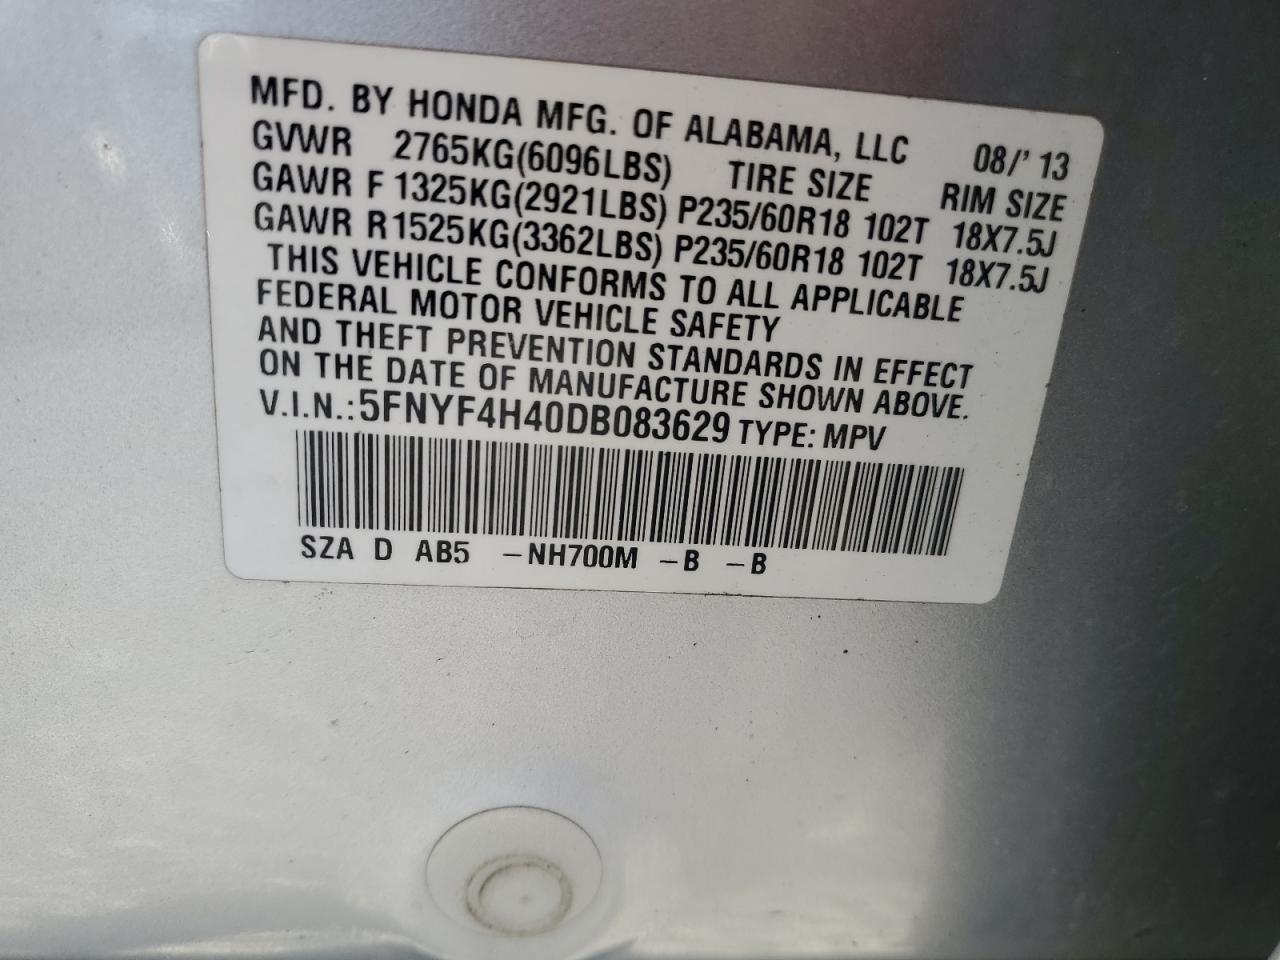 MFD. BY HONDA MFG. OF ALABAMA, LLC 08/' 13
GVWR 2765KG(6096LBS) TIRE SIZE RIM SIZE
GAWR F 1325KG(2921LBS) P235/60R18 102T 18X7.5J
GAWR R 1525KG(3362LBS) P235/60R18 102T 18X7.5J
THIS VEHICLE CONFORMS TO ALL APPLICABLE
FEDERAL MOTOR VEHICLE SAFETY
AND THEFT PREVENTION STANDARDS IN EFFECT
ON THE DATE OF MANUFACTURE SHOWN ABOVE.
V.I.N.: 5FNYF4H40DB083629 TYPE: MPV
SZA D AB5 -NH700M -B -B